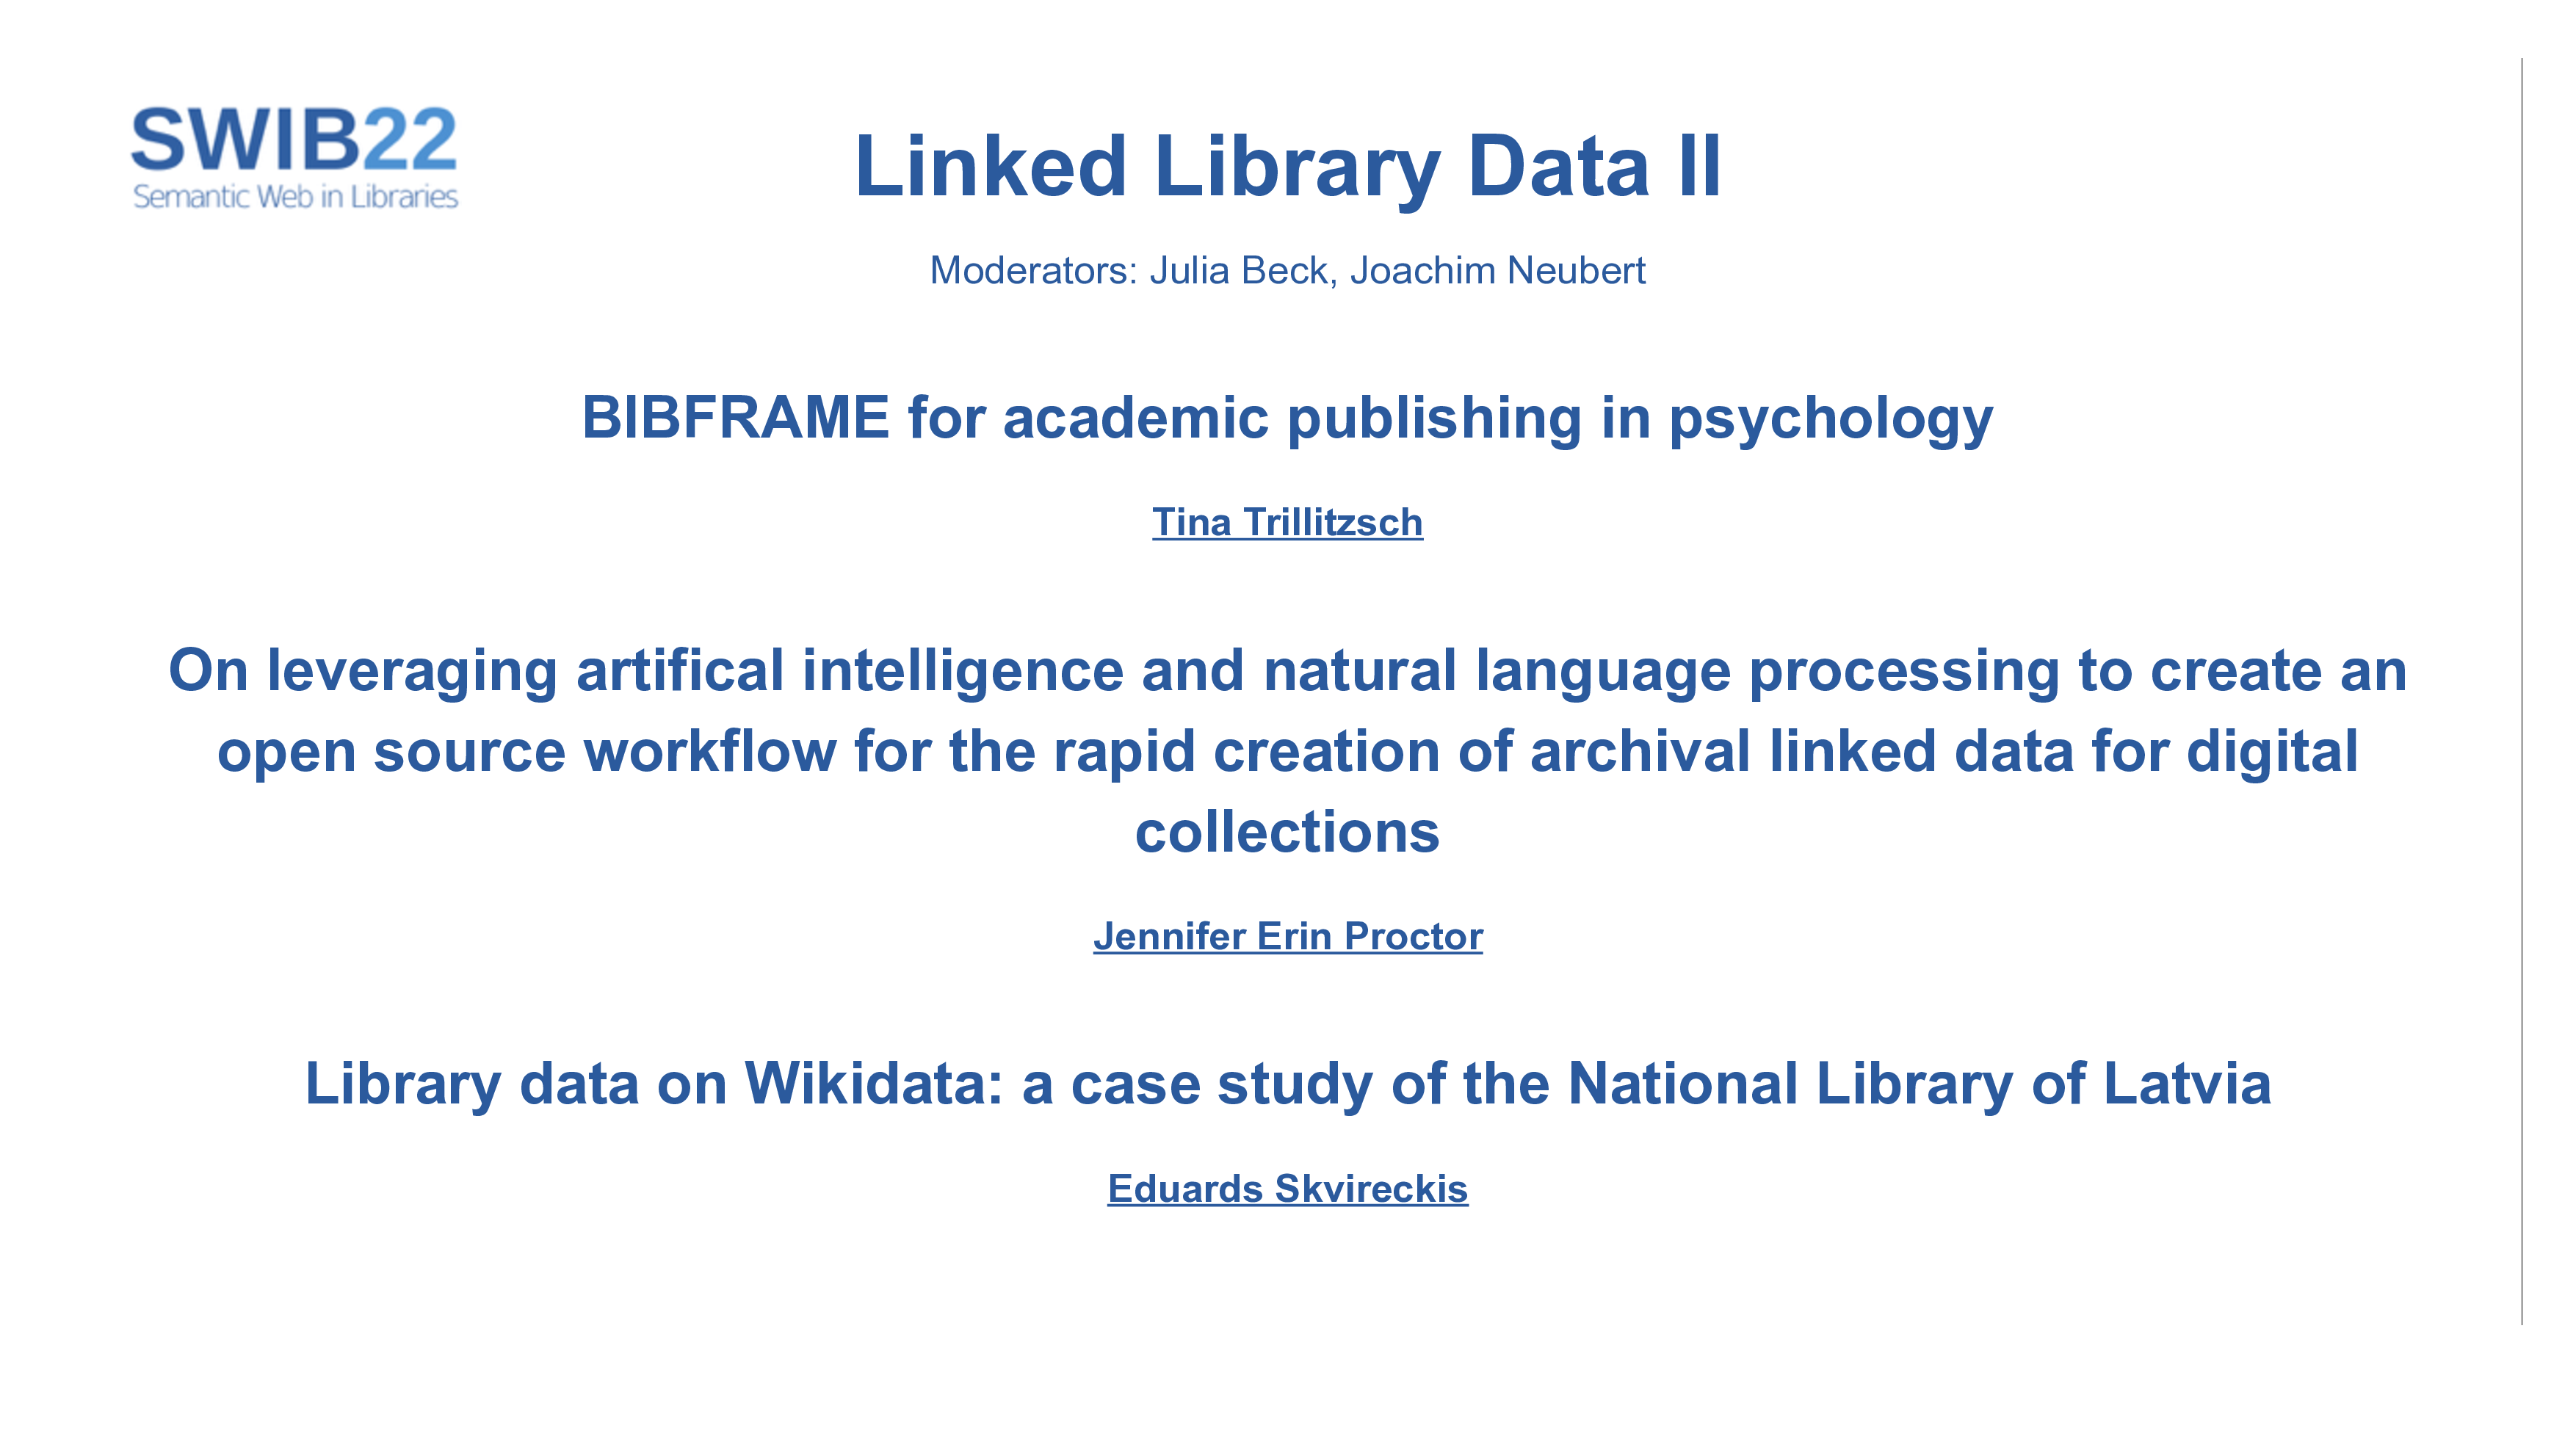 SWIB22
Semantic Web in Libraries
Linked Library Data II
Moderators: Julia Beck, Joachim Neubert
BIBFRAME for academic publishing in psychology
Tina Trillitzsch
On leveraging artifical intelligence and natural language processing to create an
open source workflow for the rapid creation of archival linked data for digital
collections
Jennifer Erin Proctor
Library data on Wikidata: a case study of the National Library of Latvia
Eduards Skvireckis